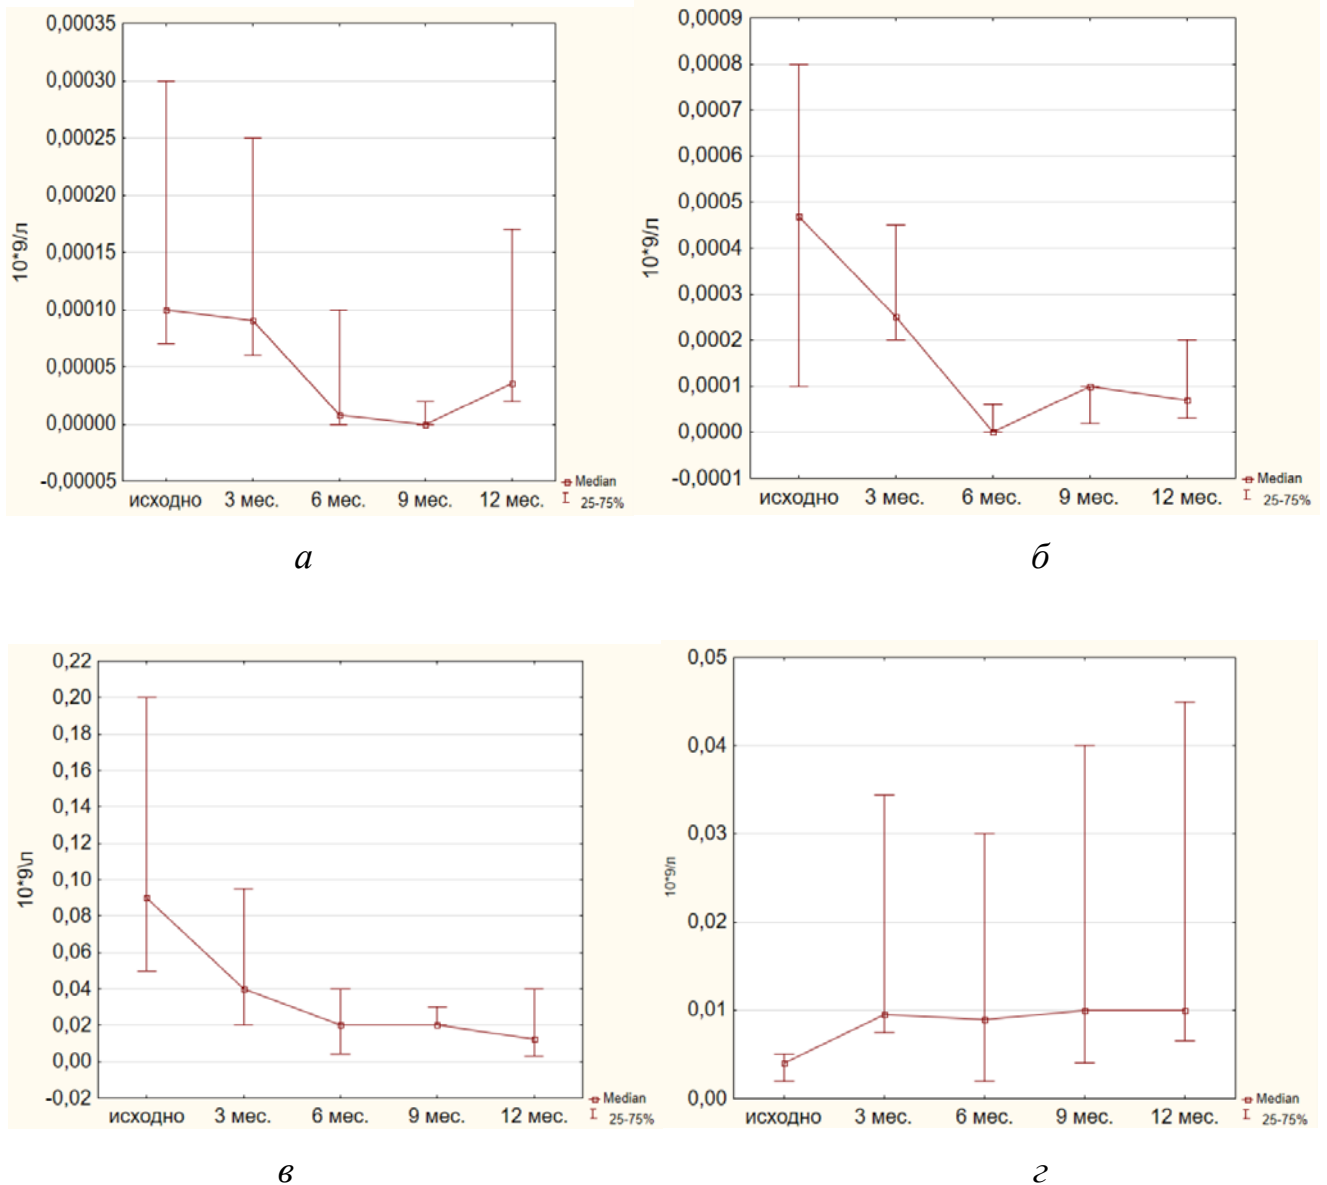 0,00035
0,00030
0,00025
0,00020
0,00015
0,00010
0,00005
0,00000
-0,00005
10*9/л
исходно 3 мес. 6 мес. 9 мес. 12 мес.
Median
25-75%
а
0,0009
0,0008
0,0007
0,0006
0,0005
0,0004
0,0003
0,0002
0,0001
0,0000
-0,0001
10*9/л
исходно 3 мес. 6 мес. 9 мес. 12 мес.
Median
25-75%
б
0,22
0,20
0,18
0,16
0,14
0,12
0,10
0,08
0,06
0,04
0,02
0,00
-0,02
10*9\л
исходно 3 мес. 6 мес. 9 мес. 12 мес.
Median
25-75%
в
0,05
0,04
0,03
0,02
0,01
0,00
10*9/л
исходно 3 мес. 6 мес. 9 мес. 12 мес.
Median
25-75%
г